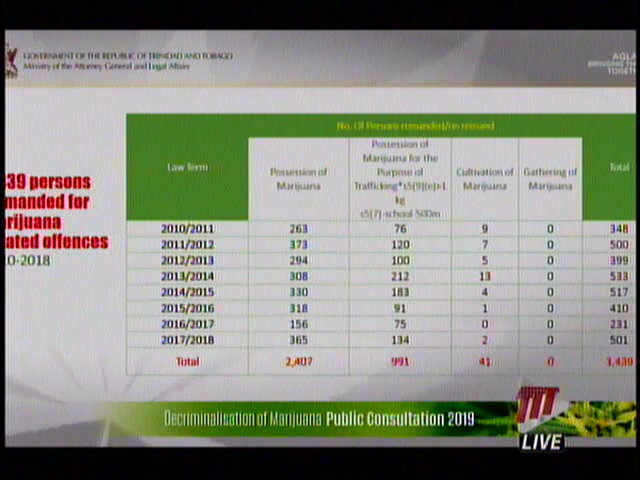 GOVERNMENT OF THE REPUBLIC OF TRINIDAD AND TOBAGO
Ministry of the Attorney General and Legal Affairs
AGLA
BRINGING
TOGETH
39 persons
manded for
rijuana
ated offences
0-2018
No. Of Persons remanded/on remand
Law Term Possession of Marijuana Possession of Marijuana for the Purpose of Trafficking*s5(9)(e)>1 kg s5(7)-school-500m Cultivation of Marijuana Gathering of Marijuana Total
2010/2011 263 76 9 0 348
2011/2012 373 120 7 0 500
2012/2013 294 100 5 0 399
2013/2014 308 212 13 0 533
2014/2015 330 183 4 0 517
2015/2016 318 91 1 0 410
2016/2017 156 75 0 0 231
2017/2018 365 134 2 0 501
Total 2,407 991 41 0 3,439
Decriminalisation of Marijuana Public Consultation 2019
TTT
LIVE